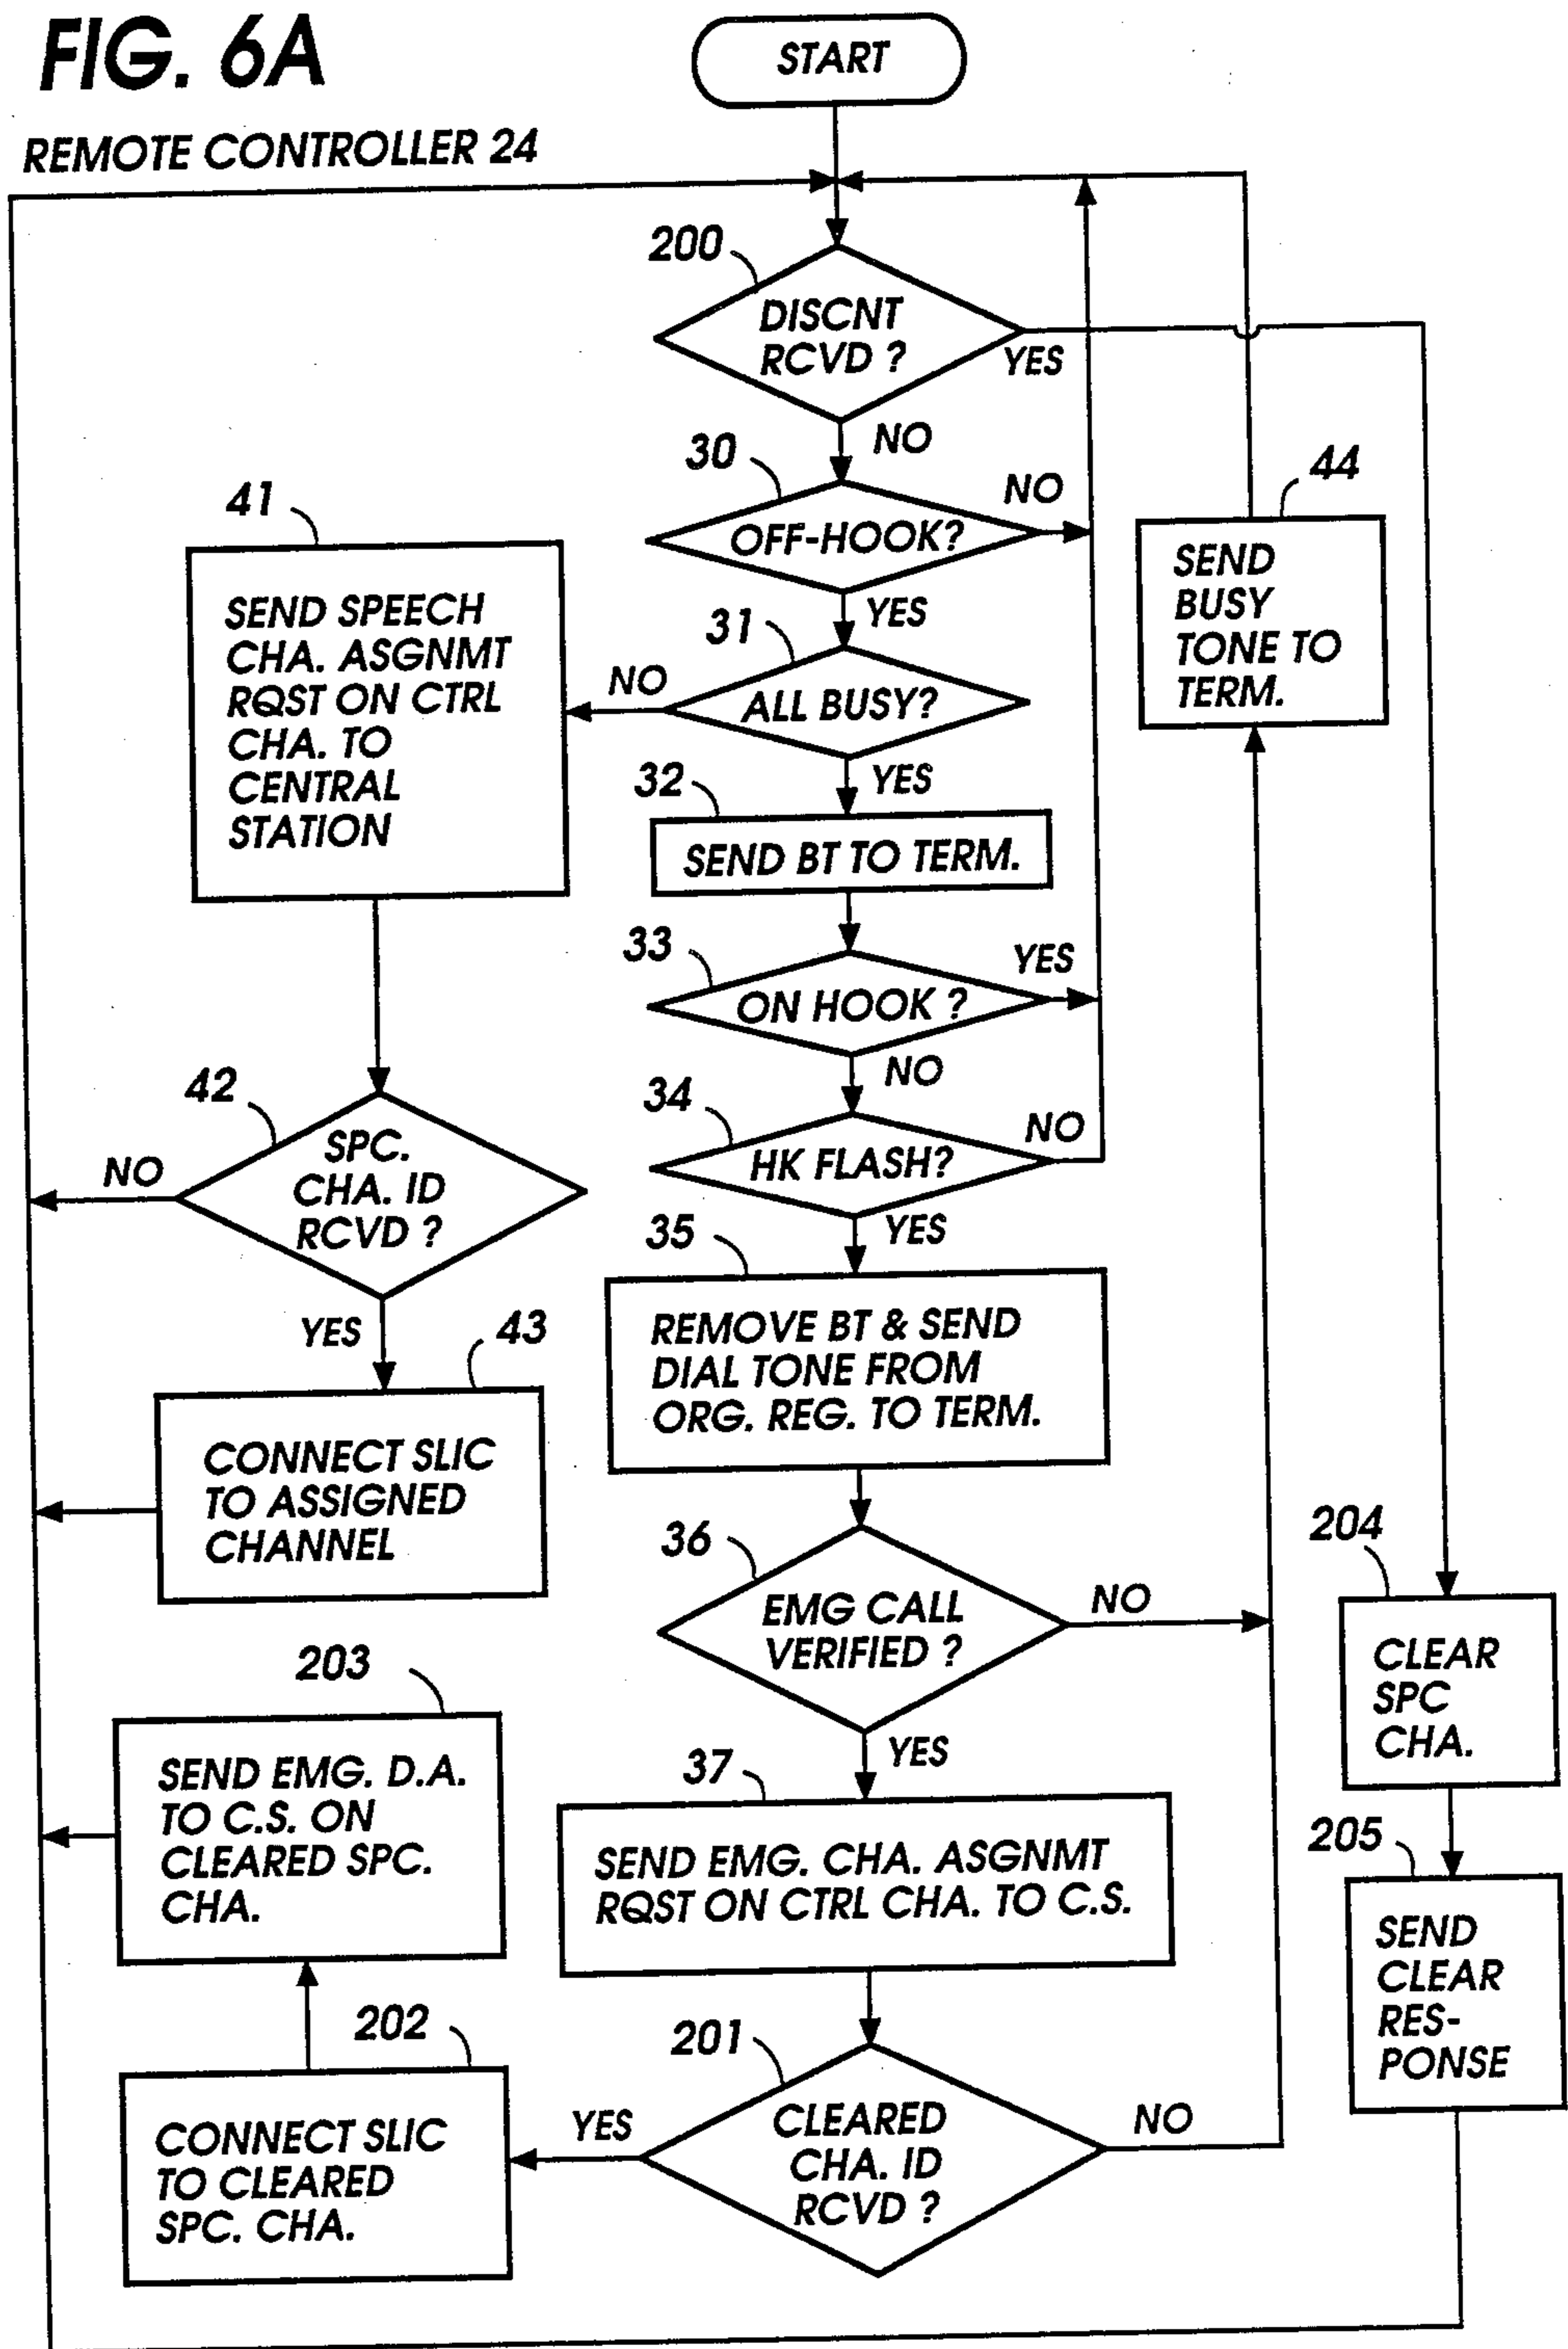 FIG. 6A
START
REMOTE CONTROLLER 24
200
DISCNT
RCVD ?
YES
NO
30
NO
OFF-HOOK?
YES
44
SEND
BUSY
TONE TO
TERM.
41
SEND SPEECH
CHA. ASGNMT
RQST ON CTRL
CHA. TO
CENTRAL
STATION
31
NO
ALL BUSY?
YES
32
SEND BT TO TERM.
33
YES
ON HOOK ?
NO
42
SPC.
CHA. ID
RCVD ?
NO
YES
34
NO
HK FLASH?
YES
35
REMOVE BT & SEND
DIAL TONE FROM
ORG. REG. TO TERM.
43
CONNECT SLIC
TO ASSIGNED
CHANNEL
36
EMG CALL
VERIFIED ?
NO
YES
204
CLEAR
SPC
CHA.
203
SEND EMG. D.A.
TO C.S. ON
CLEARED SPC.
CHA.
37
SEND EMG. CHA. ASGNMT
RQST ON CTRL CHA. TO C.S.
205
SEND
CLEAR
RES-
PONSE
202
CONNECT SLIC
TO CLEARED
SPC. CHA.
201
YES
CLEARED
CHA. ID
RCVD ?
NO